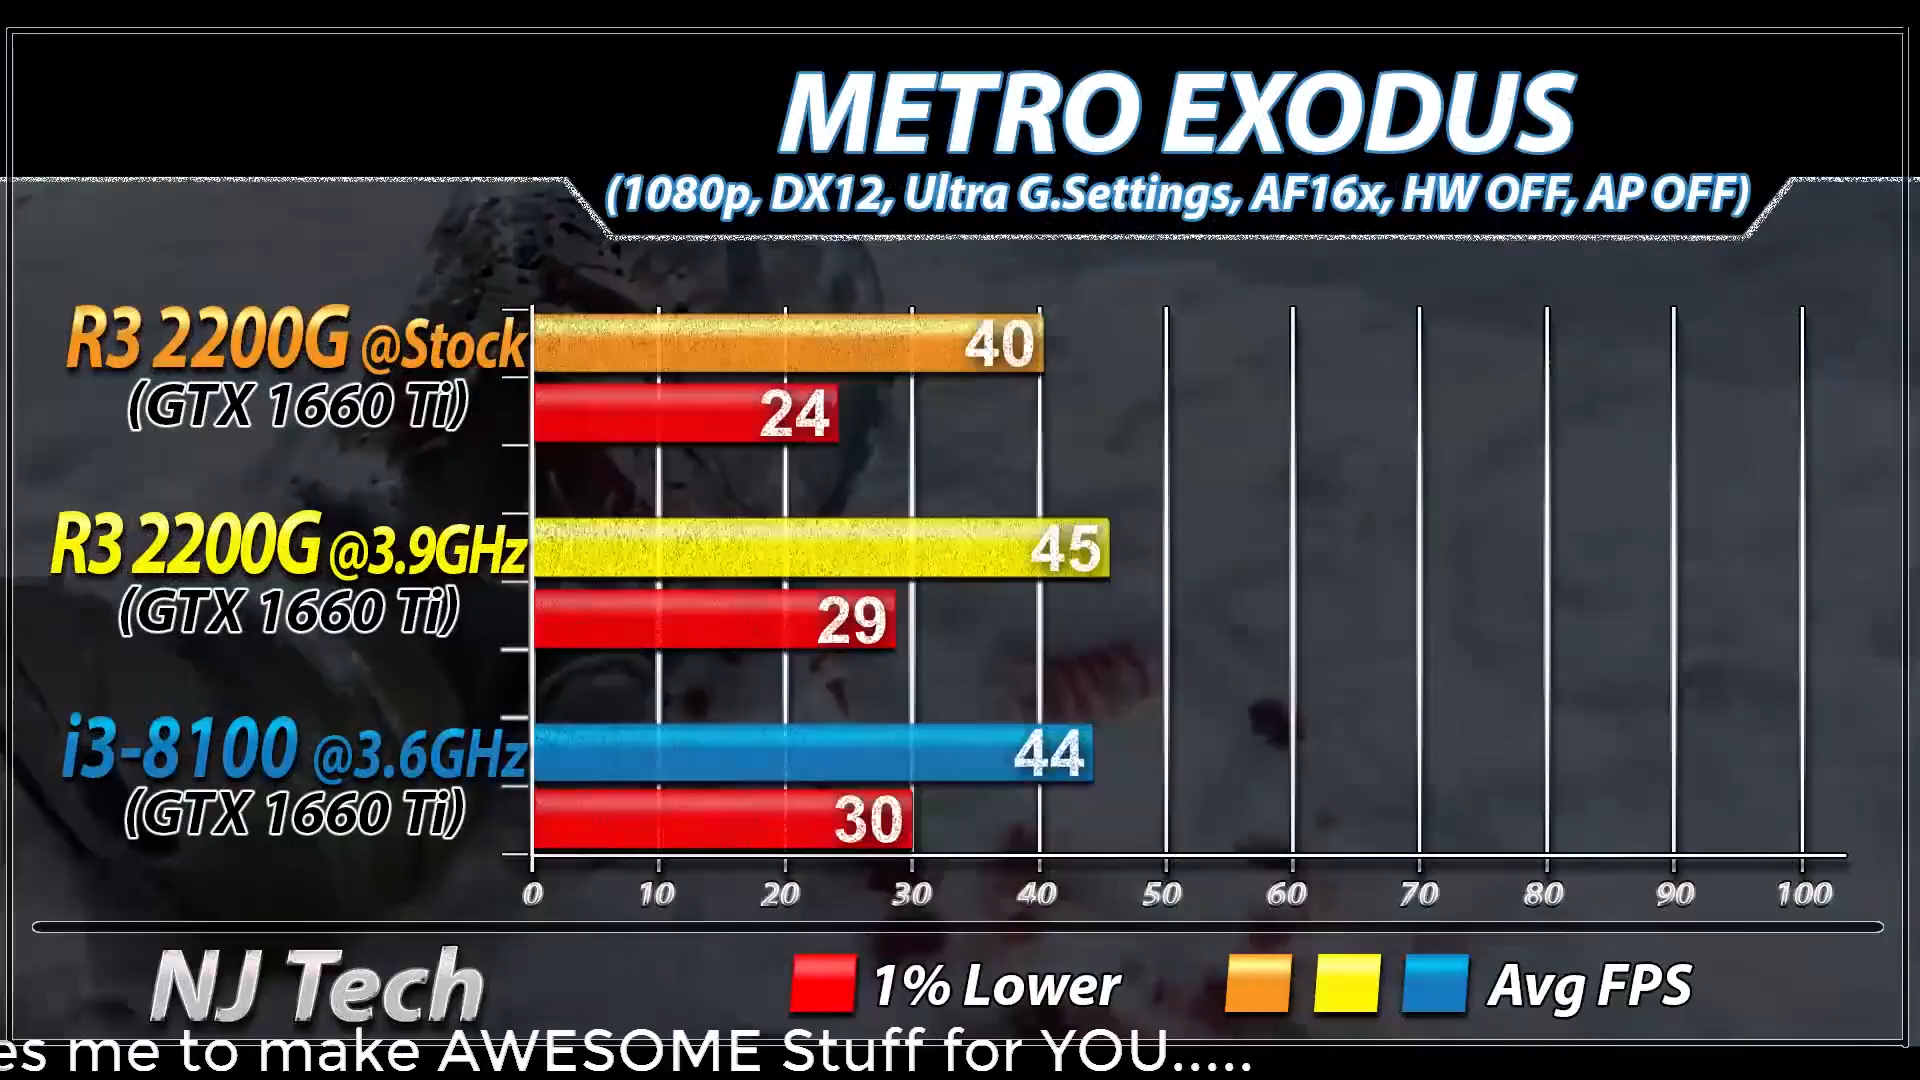 METRO EXODUS
(1080p, DX12, Ultra G.Settings, AF16x, HW OFF, AP OFF)
R3 2200G @Stock
(GTX 1660 Ti)
40
24
R3 2200G @3.9GHz
(GTX 1660 Ti)
45
29
i3-8100 @3.6GHz
(GTX 1660 Ti)
44
30
0 10 20 30 40 50 60 70 80 90 100
NJ Tech
1% Lower
Avg FPS
es me to make AWESOME Stuff for YOU.....